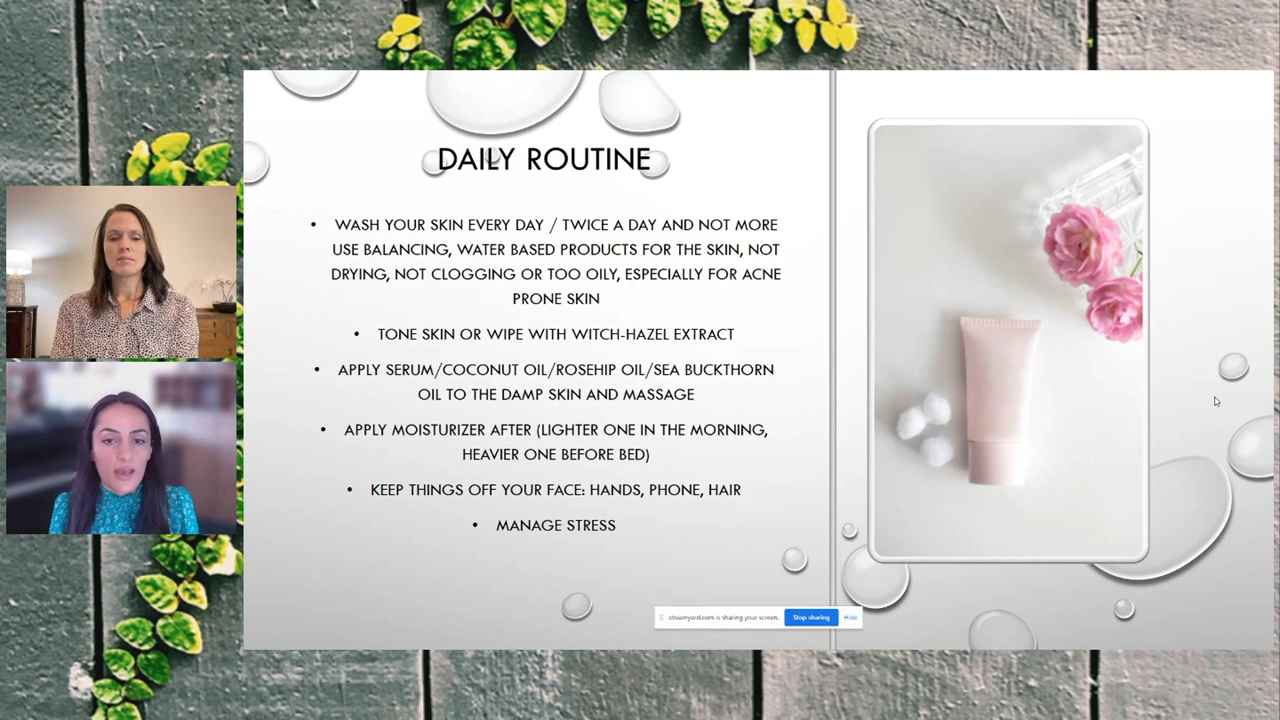 DAILY ROUTINE
• WASH YOUR SKIN EVERY DAY / TWICE A DAY AND NOT MORE
USE BALANCING, WATER BASED PRODUCTS FOR THE SKIN, NOT
DRYING, NOT CLOGGING OR TOO OILY, ESPECIALLY FOR ACNE
PRONE SKIN
• TONE SKIN OR WIPE WITH WITCH-HAZEL EXTRACT
• APPLY SERUM/COCONUT OIL/ROSEHIP OIL/SEA BUCKTHORN
OIL TO THE DAMP SKIN AND MASSAGE
• APPLY MOISTURIZER AFTER (LIGHTER ONE IN THE MORNING,
HEAVIER ONE BEFORE BED)
• KEEP THINGS OFF YOUR FACE: HANDS, PHONE, HAIR
• MANAGE STRESS
streamyard.com is sharing your screen. Stop sharing Hide